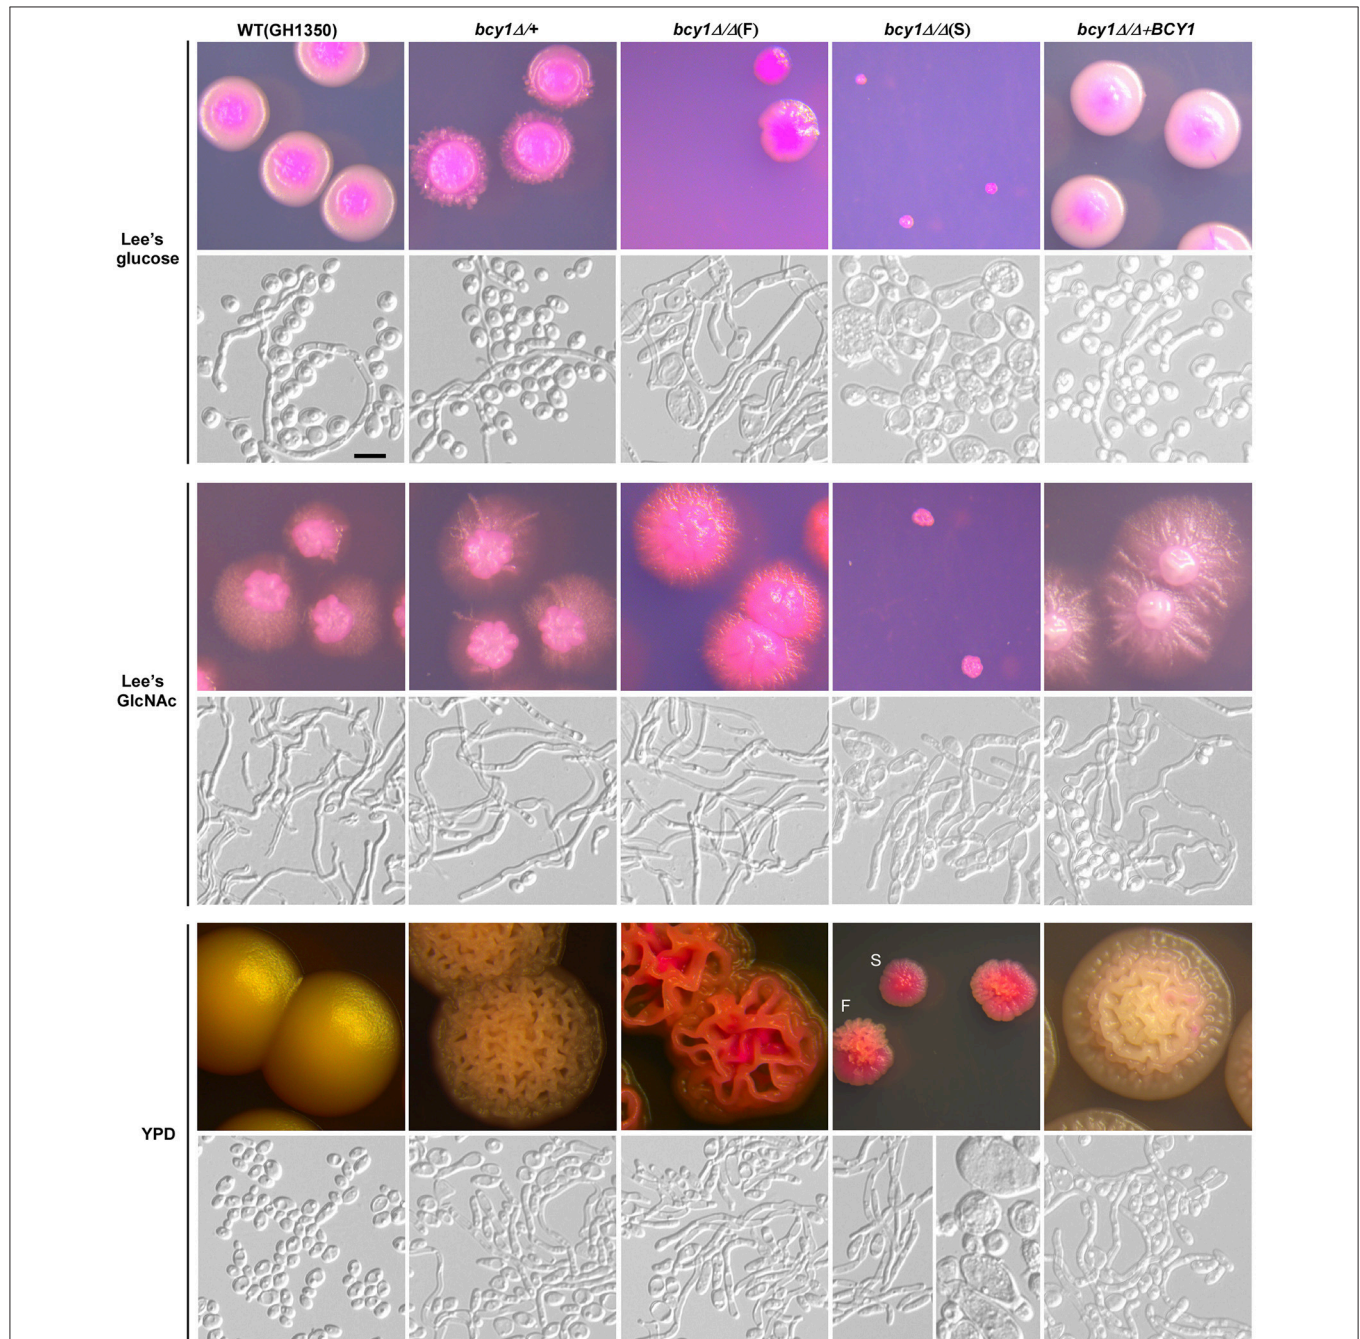 WT(GH1350) bcy1Δ/+ bcy1Δ/Δ(F) bcy1Δ/Δ(S) bcy1Δ/Δ+BCY1
Lee's
glucose
Lee's
GlcNAc
S
F
YPD